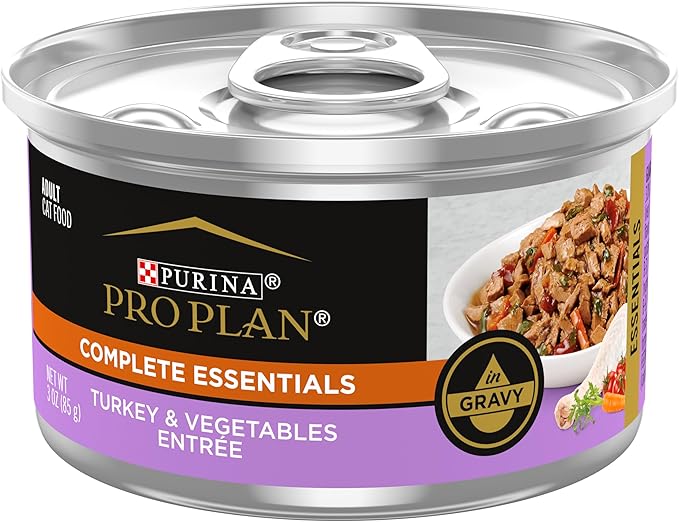 ADULT
CAT FOOD
PURINA®
PRO PLAN®
COMPLETE ESSENTIALS
NET WT
3 OZ (85 g)
TURKEY & VEGETABLES
ENTRÉE
in
GRAVY
ESSENTIALS